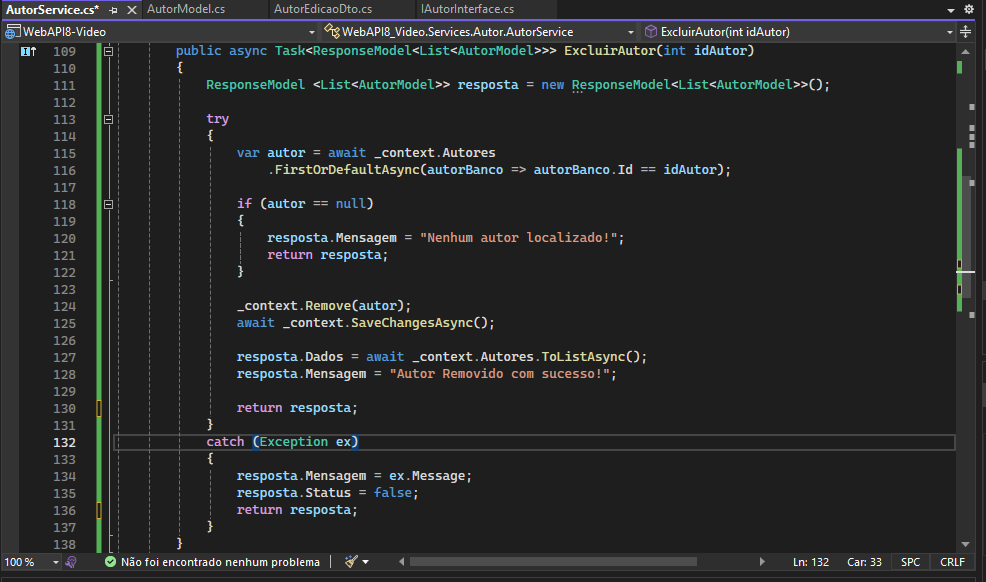 AutorService.cs*
AutorModel.cs
AutorEdicaoDto.cs
IAutorInterface.cs
WebAPI8-Video
WebAPI8_Video.Services.Autor.AutorService
ExcluirAutor(int idAutor)
109 public async Task<ResponseModel<List<AutorModel>>> ExcluirAutor(int idAutor)
110 {
111 ResponseModel <List<AutorModel>> resposta = new ResponseModel<List<AutorModel>>();
112
113 try
114 {
115 var autor = await _context.Autores
116 .FirstOrDefaultAsync(autorBanco => autorBanco.Id == idAutor);
117
118 if (autor == null)
119 {
120 resposta.Mensagem = "Nenhum autor localizado!";
121 return resposta;
122 }
123
124 _context.Remove(autor);
125 await _context.SaveChangesAsync();
126
127 resposta.Dados = await _context.Autores.ToListAsync();
128 resposta.Mensagem = "Autor Removido com sucesso!";
129
130 return resposta;
131 }
132 catch (Exception ex)
133 {
134 resposta.Mensagem = ex.Message;
135 resposta.Status = false;
136 return resposta;
137 }
138 }
100 % Não foi encontrado nenhum problema Ln: 132 Car: 33 SPC CRLF